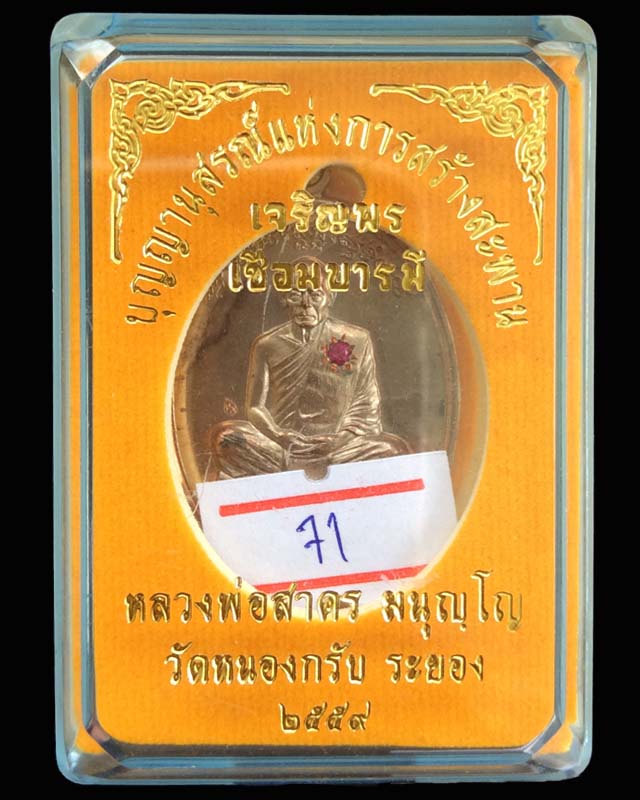 บุญญานุสรณ์แห่งการสร้างสะพาน
เจริญพร
เชื่อมบารมี
71
หลวงพ่อสาคร มนุญฺโญ
วัดหนองกรับ ระยอง
๒๕๕๙